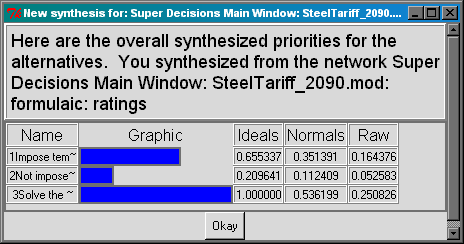 New synthesis for: Super Decisions Main Window: SteelTariff_2090....
Here are the overall synthesized priorities for the
alternatives.  You synthesized from the network Super
Decisions Main Window: SteelTariff_2090.mod:
formulaic: ratings
Name Graphic Ideals Normals Raw
1Impose tem~ 0.655337 0.351391 0.164376
2Not impose~ 0.209641 0.112409 0.052583
3Solve the ~ 1.000000 0.536199 0.250826
Okay